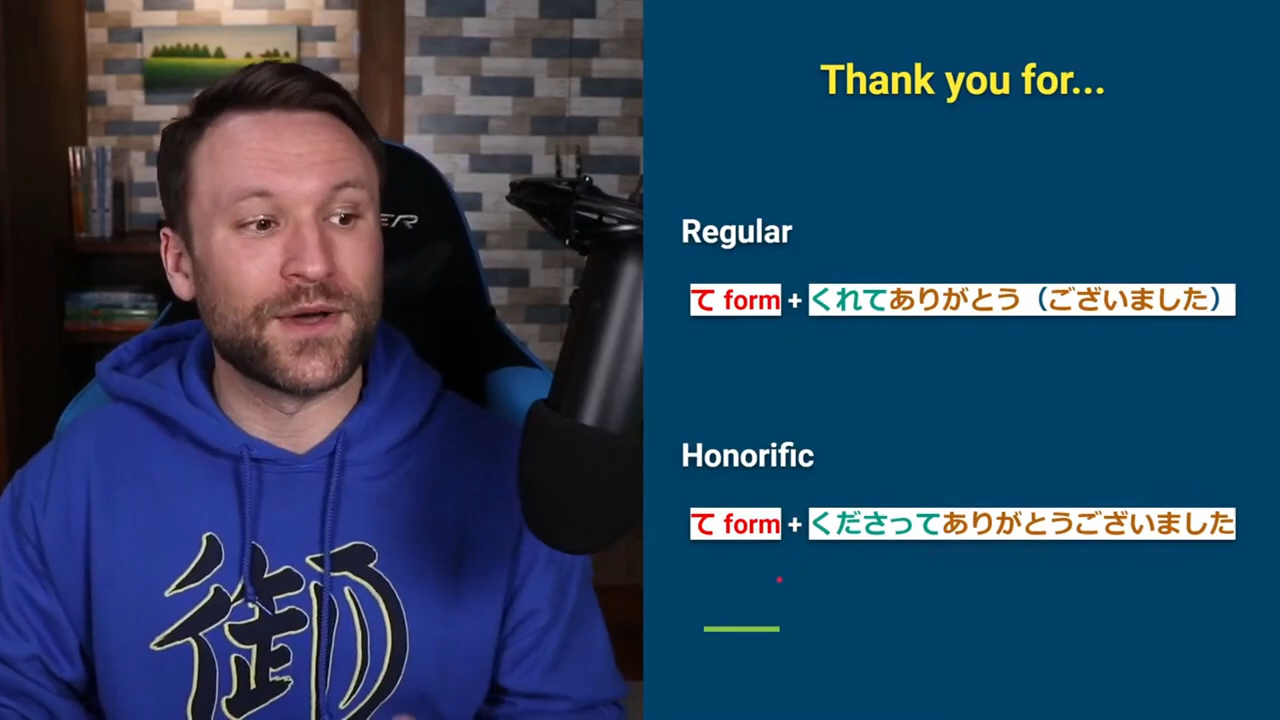 Thank you for...
Regular
て form + くれてありがとう（ございました）
Honorific
て form + くださってありがとうございました
御